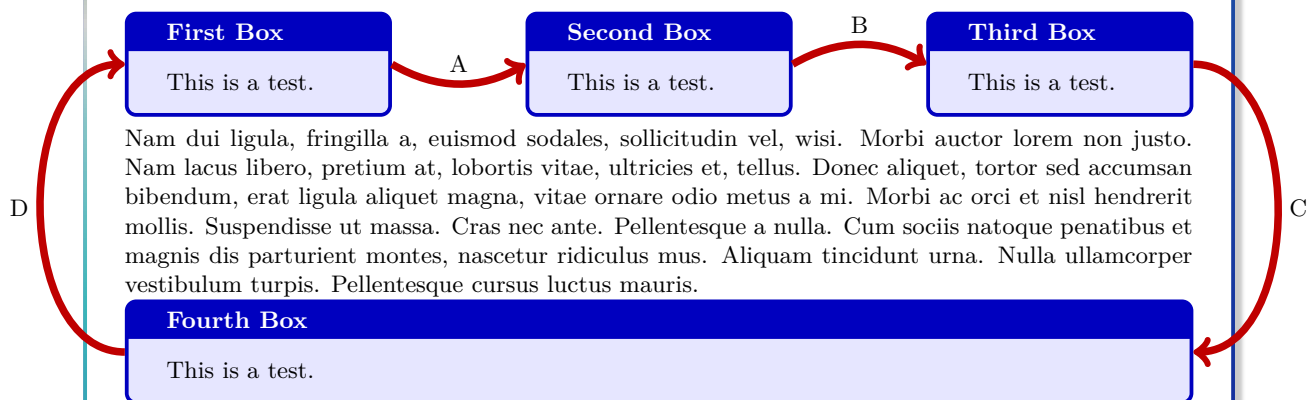 First Box
Second Box
Third Box
A
B
This is a test.
This is a test.
This is a test.
Nam dui ligula, fringilla a, euismod sodales, sollicitudin vel, wisi. Morbi auctor lorem non justo.
Nam lacus libero, pretium at, lobortis vitae, ultricies et, tellus. Donec aliquet, tortor sed accumsan
bibendum, erat ligula aliquet magna, vitae ornare odio metus a mi. Morbi ac orci et nisl hendrerit
mollis. Suspendisse ut massa. Cras nec ante. Pellentesque a nulla. Cum sociis natoque penatibus et
magnis dis parturient montes, nascetur ridiculus mus. Aliquam tincidunt urna. Nulla ullamcorper
vestibulum turpis. Pellentesque cursus luctus mauris.
D
C
Fourth Box
This is a test.